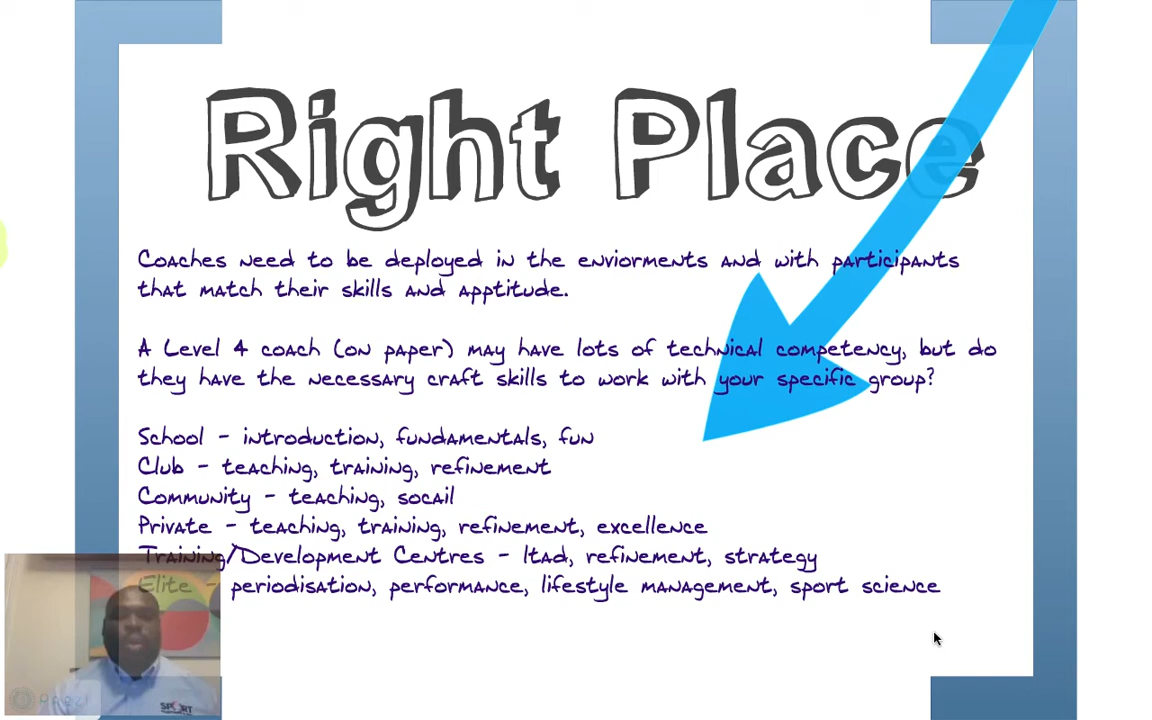 Right Place
Coaches need to be deployed in the enviorments and with participants
that match their skills and apptitude.
A Level 4 coach (on paper) may have lots of technical competency, but do
they have the necessary craft skills to work with your specific group?
School - introduction, fundamentals, fun
Club - teaching, training, refinement
Community - teaching, socail
Private - teaching, training, refinement, excellence
Training/Development Centres - ltad, refinement, strategy
Elite - periodisation, performance, lifestyle management, sport science
Prezi
SPORT